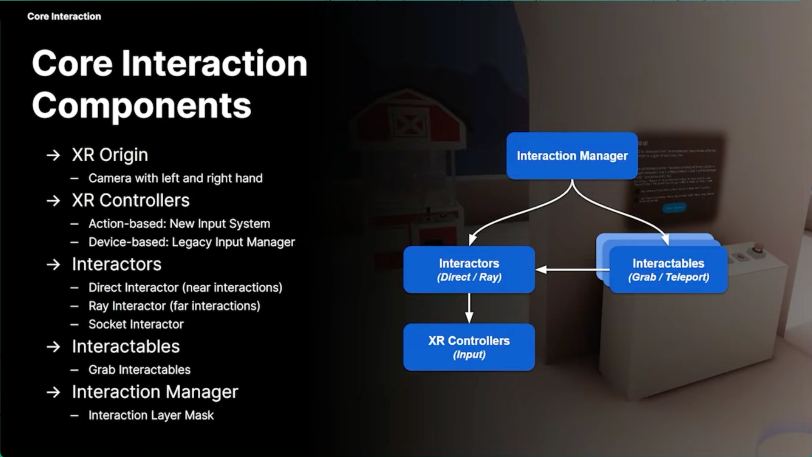 Core Interaction
Core Interaction
Components
→ XR Origin
– Camera with left and right hand
→ XR Controllers
– Action-based: New Input System
– Device-based: Legacy Input Manager
→ Interactors
– Direct Interactor (near interactions)
– Ray Interactor (far interactions)
– Socket Interactor
→ Interactables
– Grab Interactables
→ Interaction Manager
– Interaction Layer Mask
Interaction Manager
Interactors
(Direct / Ray)
Interactables
(Grab / Teleport)
XR Controllers
(Input)